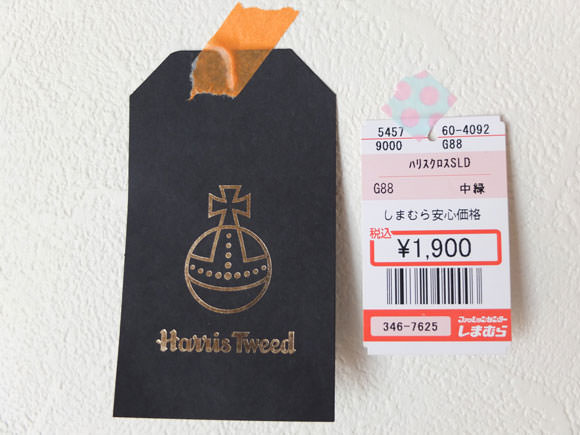 Harris Tweed
5457 60-4092
9000 G88
ハリスクロスSLD
G88 中緑
しまむら安心価格
税込
¥1,900
346-7625
ファッションセンター
しまむら